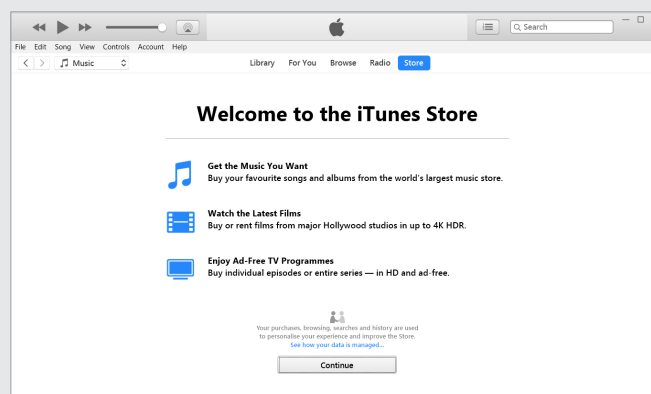 Search
File Edit Song View Controls Account Help
Music
Library For You Browse Radio Store
Welcome to the iTunes Store
Get the Music You Want
Buy your favourite songs and albums from the world's largest music store.
Watch the Latest Films
Buy or rent films from major Hollywood studios in up to 4K HDR.
Enjoy Ad-Free TV Programmes
Buy individual episodes or entire series — in HD and ad-free.
Your purchases, browsing, searches and history are used
to personalise your experience and improve the Store.
See how your data is managed...
Continue